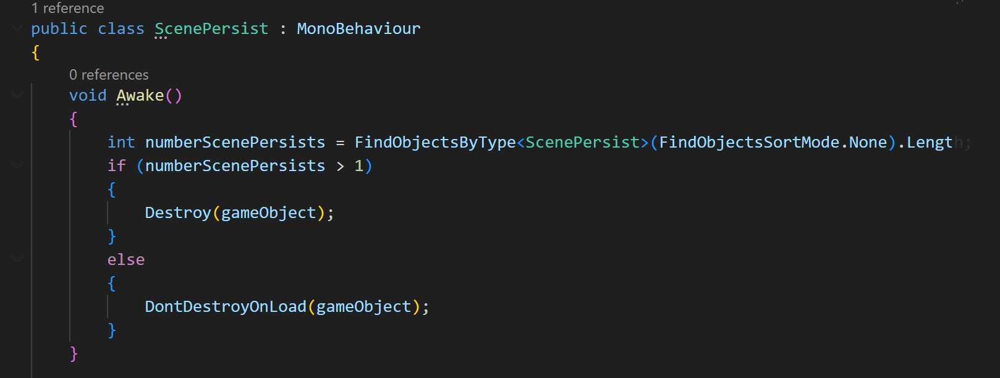 1 reference
public class ScenePersist : MonoBehaviour
{
0 references
void Awake()
{
int numberScenePersists = FindObjectsByType<ScenePersist>(FindObjectsSortMode.None).Length;
if (numberScenePersists > 1)
{
Destroy(gameObject);
}
else
{
DontDestroyOnLoad(gameObject);
}
}